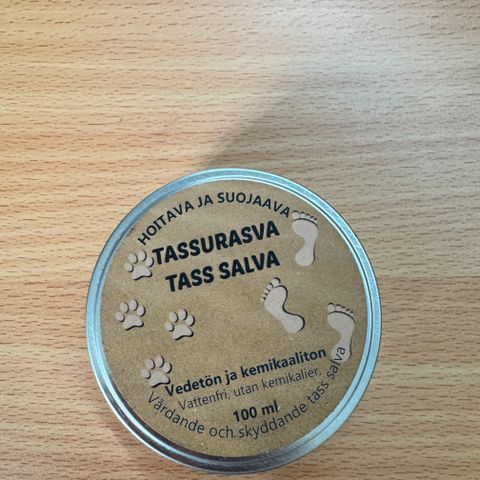 HOITAVA JA SUOJAAVA
TASSURASVA
TASS SALVA
Vedetön ja kemikaaliton
Vattenfri, utan kemikalier.
100 ml
Vårdande och skyddande tass salva